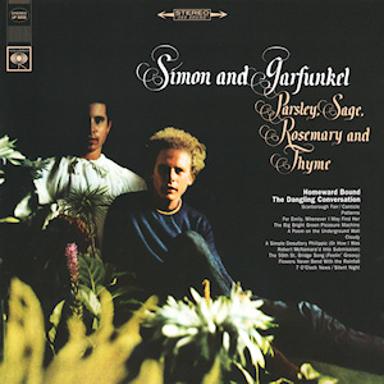 STEREO
Simon and Garfunkel
Parsley, Sage,
Rosemary and
Thyme
Homeward Bound
The Dangling Conversation
Scarborough Fair / Canticle
Patterns
For Emily, Whenever I May Find Her
The Big Bright Green Pleasure Machine
A Poem on the Underground Wall
Cloudy
A Simple Desultory Philippic (Or How I Was
Robert McNamara'd into Submission)
The 59th St. Bridge Song (Feelin' Groovy)
Flowers Never Bend With the Rainfall
7 O'Clock News / Silent Night